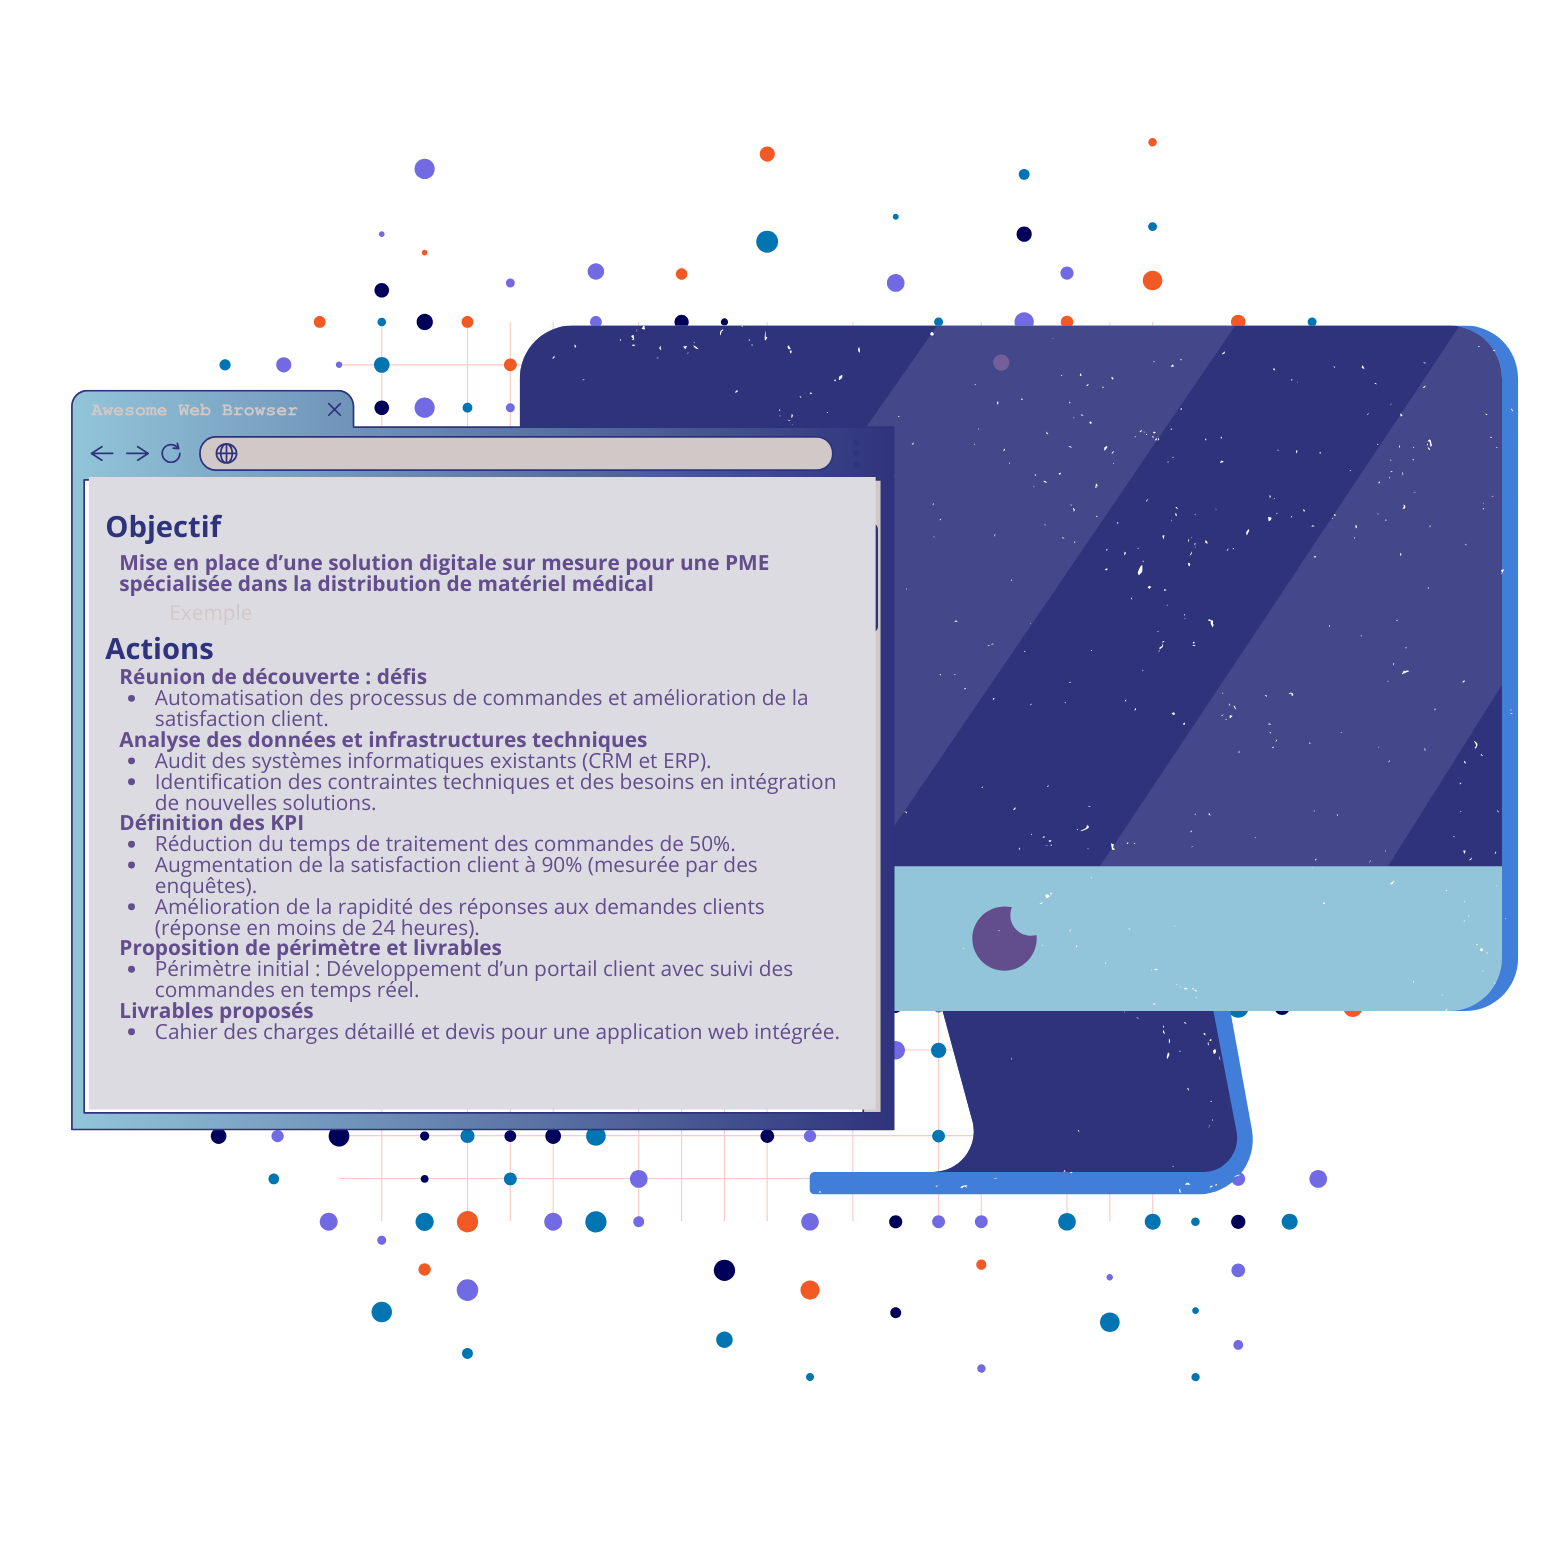 Awesome Web Browser
Objectif
Mise en place d’une solution digitale sur mesure pour une PME
spécialisée dans la distribution de matériel médical
Exemple
Actions
Réunion de découverte : défis
• Automatisation des processus de commandes et amélioration de la
satisfaction client.
Analyse des données et infrastructures techniques
• Audit des systèmes informatiques existants (CRM et ERP).
• Identification des contraintes techniques et des besoins en intégration
de nouvelles solutions.
Définition des KPI
• Réduction du temps de traitement des commandes de 50%.
• Augmentation de la satisfaction client à 90% (mesurée par des
enquêtes).
• Amélioration de la rapidité des réponses aux demandes clients
(réponse en moins de 24 heures).
Proposition de périmètre et livrables
• Périmètre initial : Développement d’un portail client avec suivi des
commandes en temps réel.
Livrables proposés
• Cahier des charges détaillé et devis pour une application web intégrée.